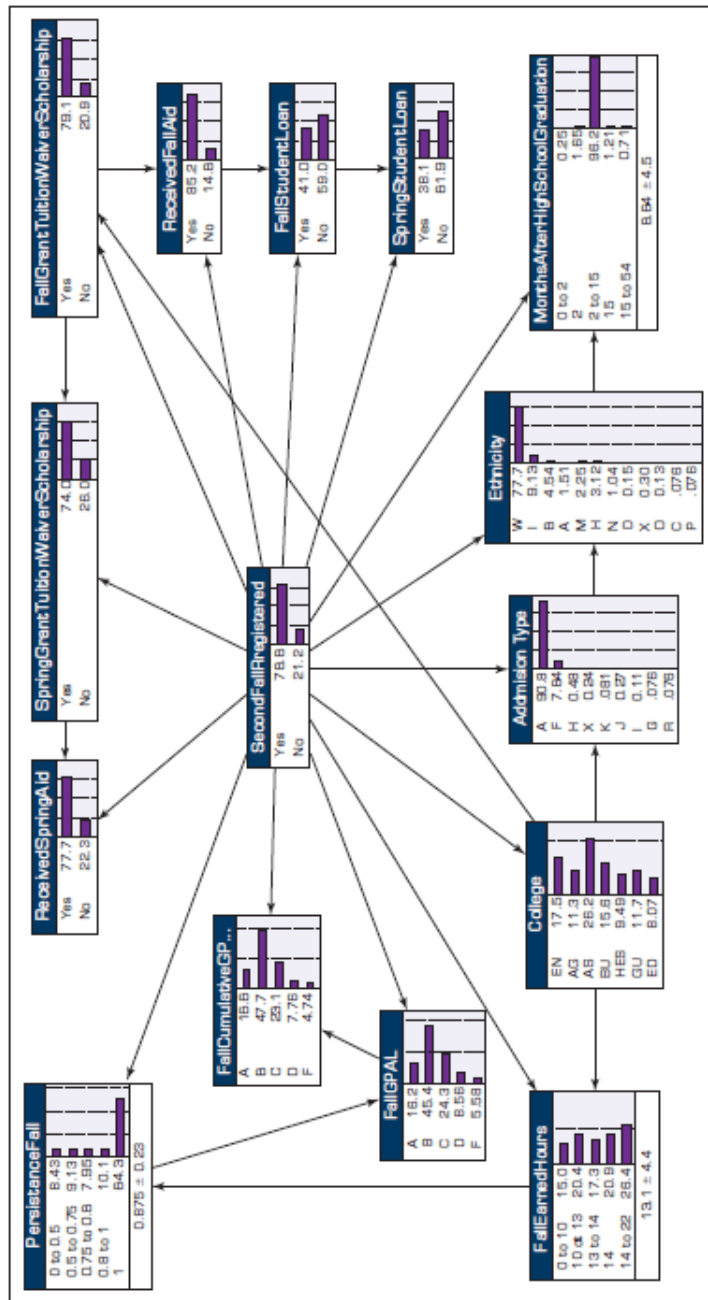 PersistanceFall
0 to 0.5 8.43
0.5 to 0.75 9.13
0.75 to 0.8 7.95
0.8 to 1 10.1
1 64.3
0.875 ± 0.23
ReceivedSpringAid
Yes 77.7
No 22.3
SpringGrantTuitionWaiverScholarship
Yes 74.0
No 26.0
FallGrantTuitionWaiverScholarship
Yes 79.1
No 20.9
FallCumulativeGP...
A 16.6
B 47.7
C 23.1
D 7.76
F 4.74
ReceivedFallAid
Yes 85.2
No 14.8
SecondFallRregistered
Yes 78.8
No 21.2
FallStudentLoan
Yes 41.0
No 59.0
FallGPAL
A 16.2
B 45.4
C 24.3
D 8.56
F 5.58
SpringStudentLoan
Yes 38.1
No 61.9
FallEarnedHours
0 to 10 15.0
10 ot 13 20.4
13 to 14 17.3
14 20.9
14 to 22 26.4
13.1 ± 4.4
College
EN 17.5
AG 11.3
AS 26.2
BU 15.6
HES 9.49
GU 11.7
ED 8.07
Addmision Type
A 90.8
F 7.84
H 0.48
X 0.24
K .081
J 0.27
I 0.11
G .076
R .076
Ethnicity
W 77.7
I 9.13
B 4.54
A 1.51
M 2.25
H 3.12
N 1.04
D 0.15
X 0.30
O 0.13
C .076
P .076
MonthsAfterHighSchoolGraduation
0 to 2 0.25
2 1.65
2 to 15 96.2
15 1.21
15 to 54 0.71
8.64 ± 4.5